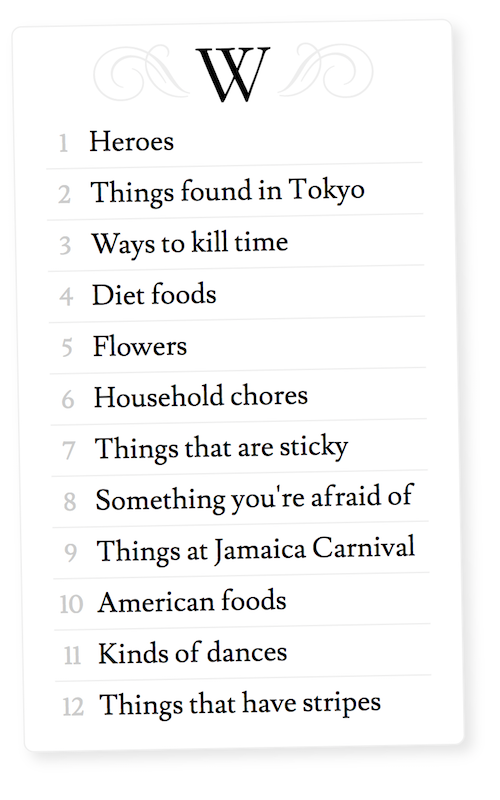 W
1 Heroes
2 Things found in Tokyo
3 Ways to kill time
4 Diet foods
5 Flowers
6 Household chores
7 Things that are sticky
8 Something you're afraid of
9 Things at Jamaica Carnival
10 American foods
11 Kinds of dances
12 Things that have stripes